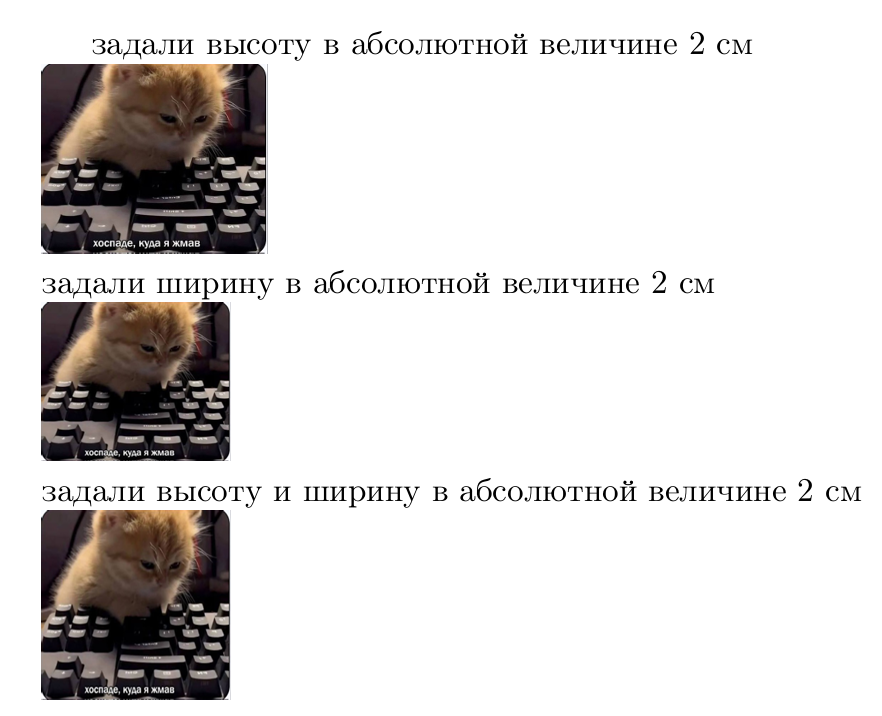 задали высоту в абсолютной величине 2 см
хоспаде, куда я жмав
задали ширину в абсолютной величине 2 см
хоспаде, куда я жмав
задали высоту и ширину в абсолютной величине 2 см
хоспаде, куда я жмав